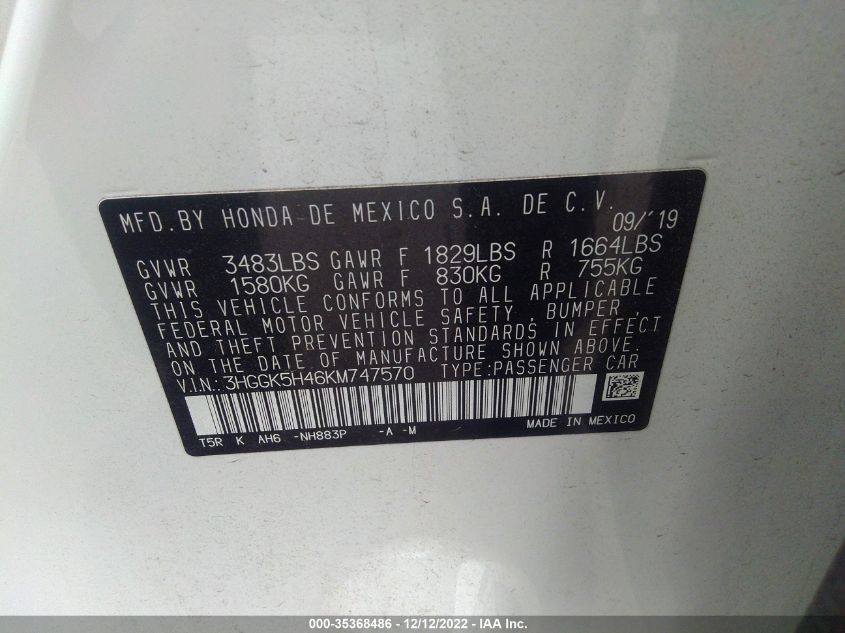 MFD. BY HONDA DE MEXICO S.A. DE C.V.
09/'19
GVWR 3483LBS GAWR F 1829LBS R 1664LBS
GVWR 1580KG GAWR F 830KG R 755KG
THIS VEHICLE CONFORMS TO ALL APPLICABLE
FEDERAL MOTOR VEHICLE SAFETY, BUMPER,
AND THEFT PREVENTION STANDARDS IN EFFECT
ON THE DATE OF MANUFACTURE SHOWN ABOVE.
V.I.N.:3HGGK5H46KM747570 TYPE:PASSENGER CAR
T5R K AH6 -NH883P -A -M MADE IN MEXICO
000-35368486 - 12/12/2022 - IAA Inc.